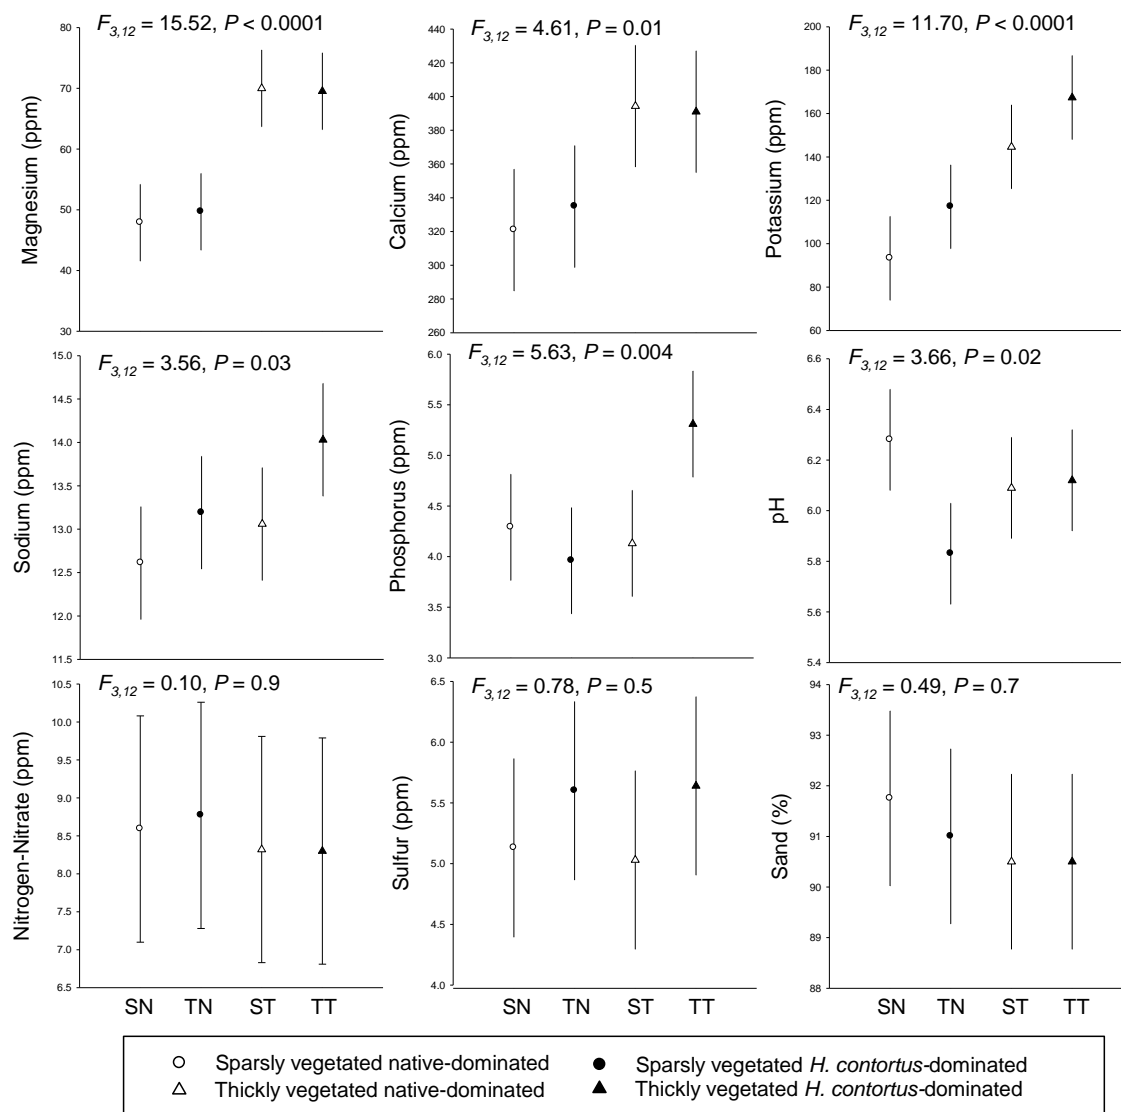 F3,12 = 15.52, P < 0.0001
Magnesium (ppm)
80
70
60
50
40
30
F3,12 = 4.61, P = 0.01
Calcium (ppm)
440
420
400
380
360
340
320
300
280
260
F3,12 = 11.70, P < 0.0001
Potassium (ppm)
200
180
160
140
120
100
80
60
F3,12 = 3.56, P = 0.03
Sodium (ppm)
15.0
14.5
14.0
13.5
13.0
12.5
12.0
11.5
F3,12 = 5.63, P = 0.004
Phosphorus (ppm)
6.0
5.5
5.0
4.5
4.0
3.5
3.0
F3,12 = 3.66, P = 0.02
pH
6.6
6.4
6.2
6.0
5.8
5.6
5.4
F3,12 = 0.10, P = 0.9
Nitrogen-Nitrate (ppm)
10.5
10.0
9.5
9.0
8.5
8.0
7.5
7.0
6.5
SN TN ST TT
F3,12 = 0.78, P = 0.5
Sulfur (ppm)
6.5
6.0
5.5
5.0
4.5
4.0
SN TN ST TT
F3,12 = 0.49, P = 0.7
Sand (%)
94
93
92
91
90
89
88
SN TN ST TT
Sparsly vegetated native-dominated
Sparsly vegetated H. contortus-dominated
Thickly vegetated native-dominated
Thickly vegetated H. contortus-dominated